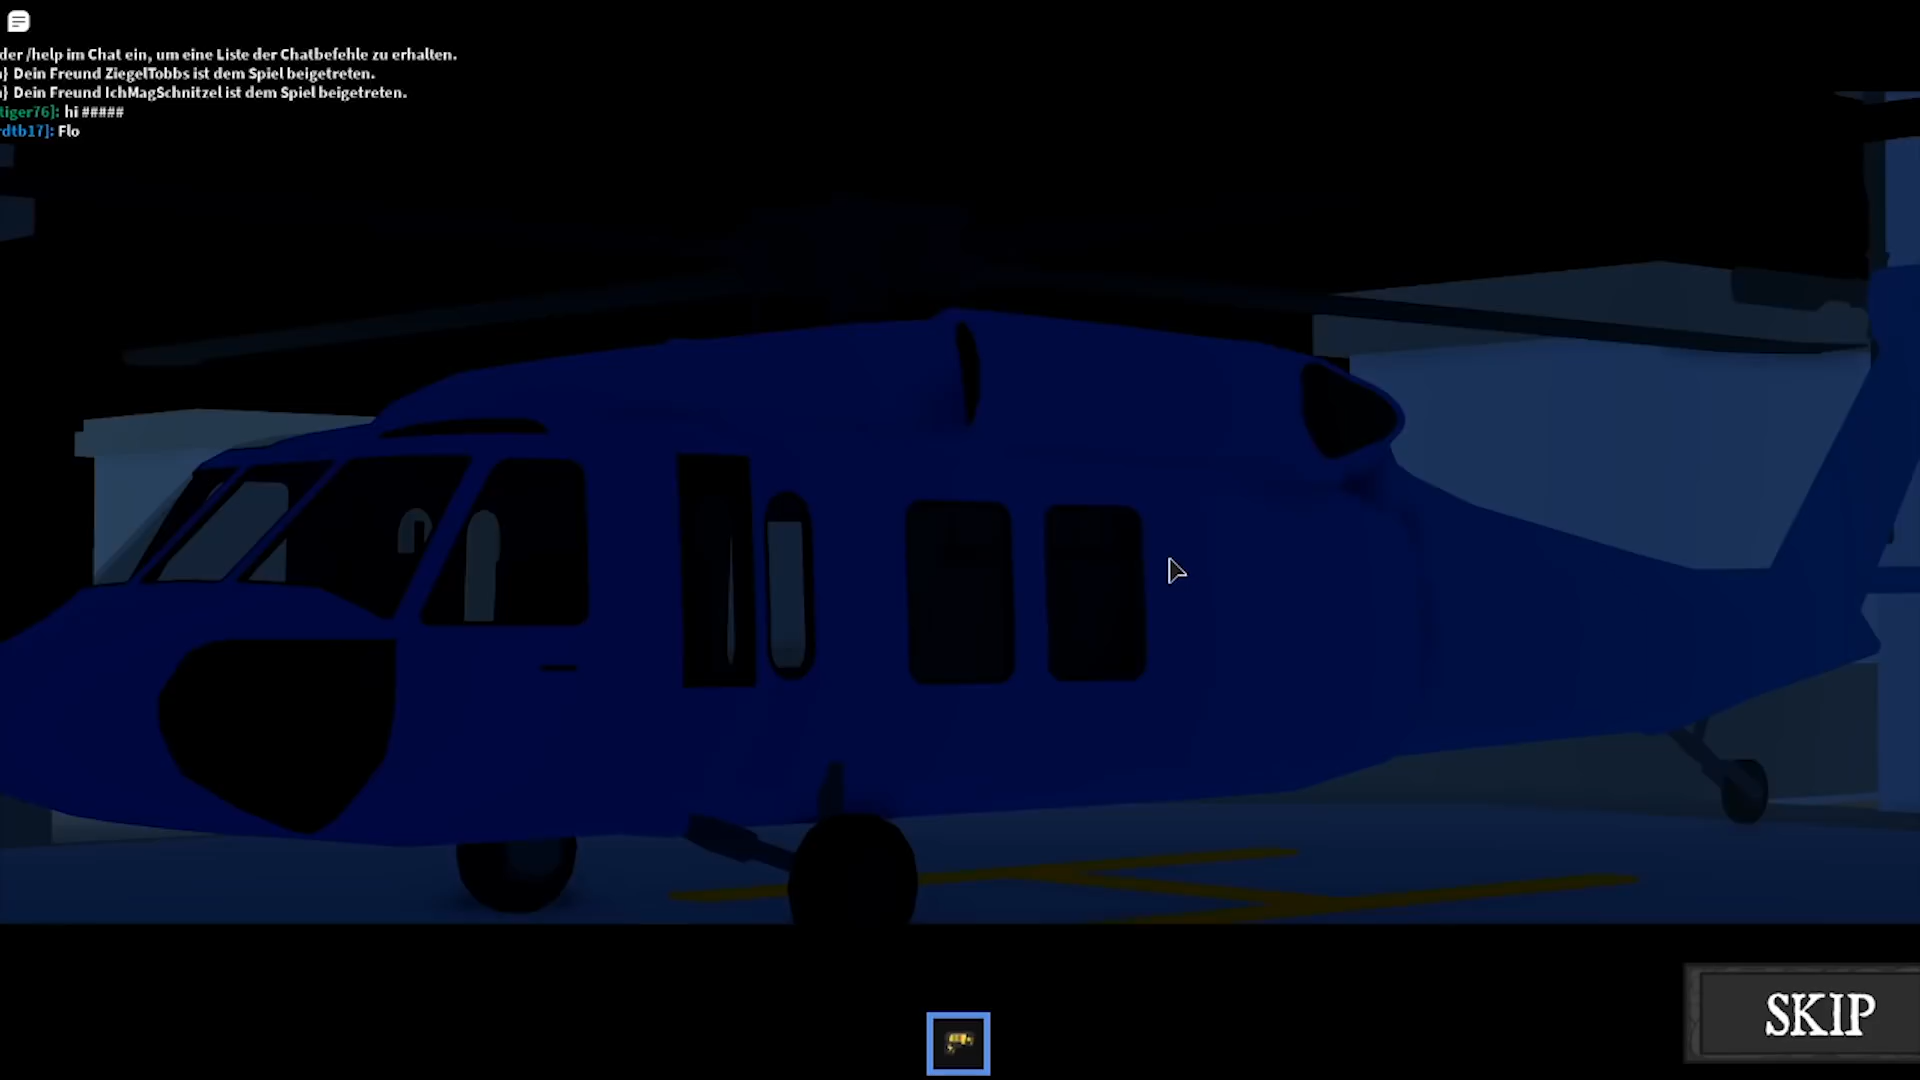 der /help im Chat ein, um eine Liste der Chatbefehle zu erhalten.
} Dein Freund ZiegelTobbs ist dem Spiel beigetreten.
} Dein Freund IchMagSchnitzel ist dem Spiel beigetreten.
tiger76]: hi #####
rdtb17]: Flo
SKIP